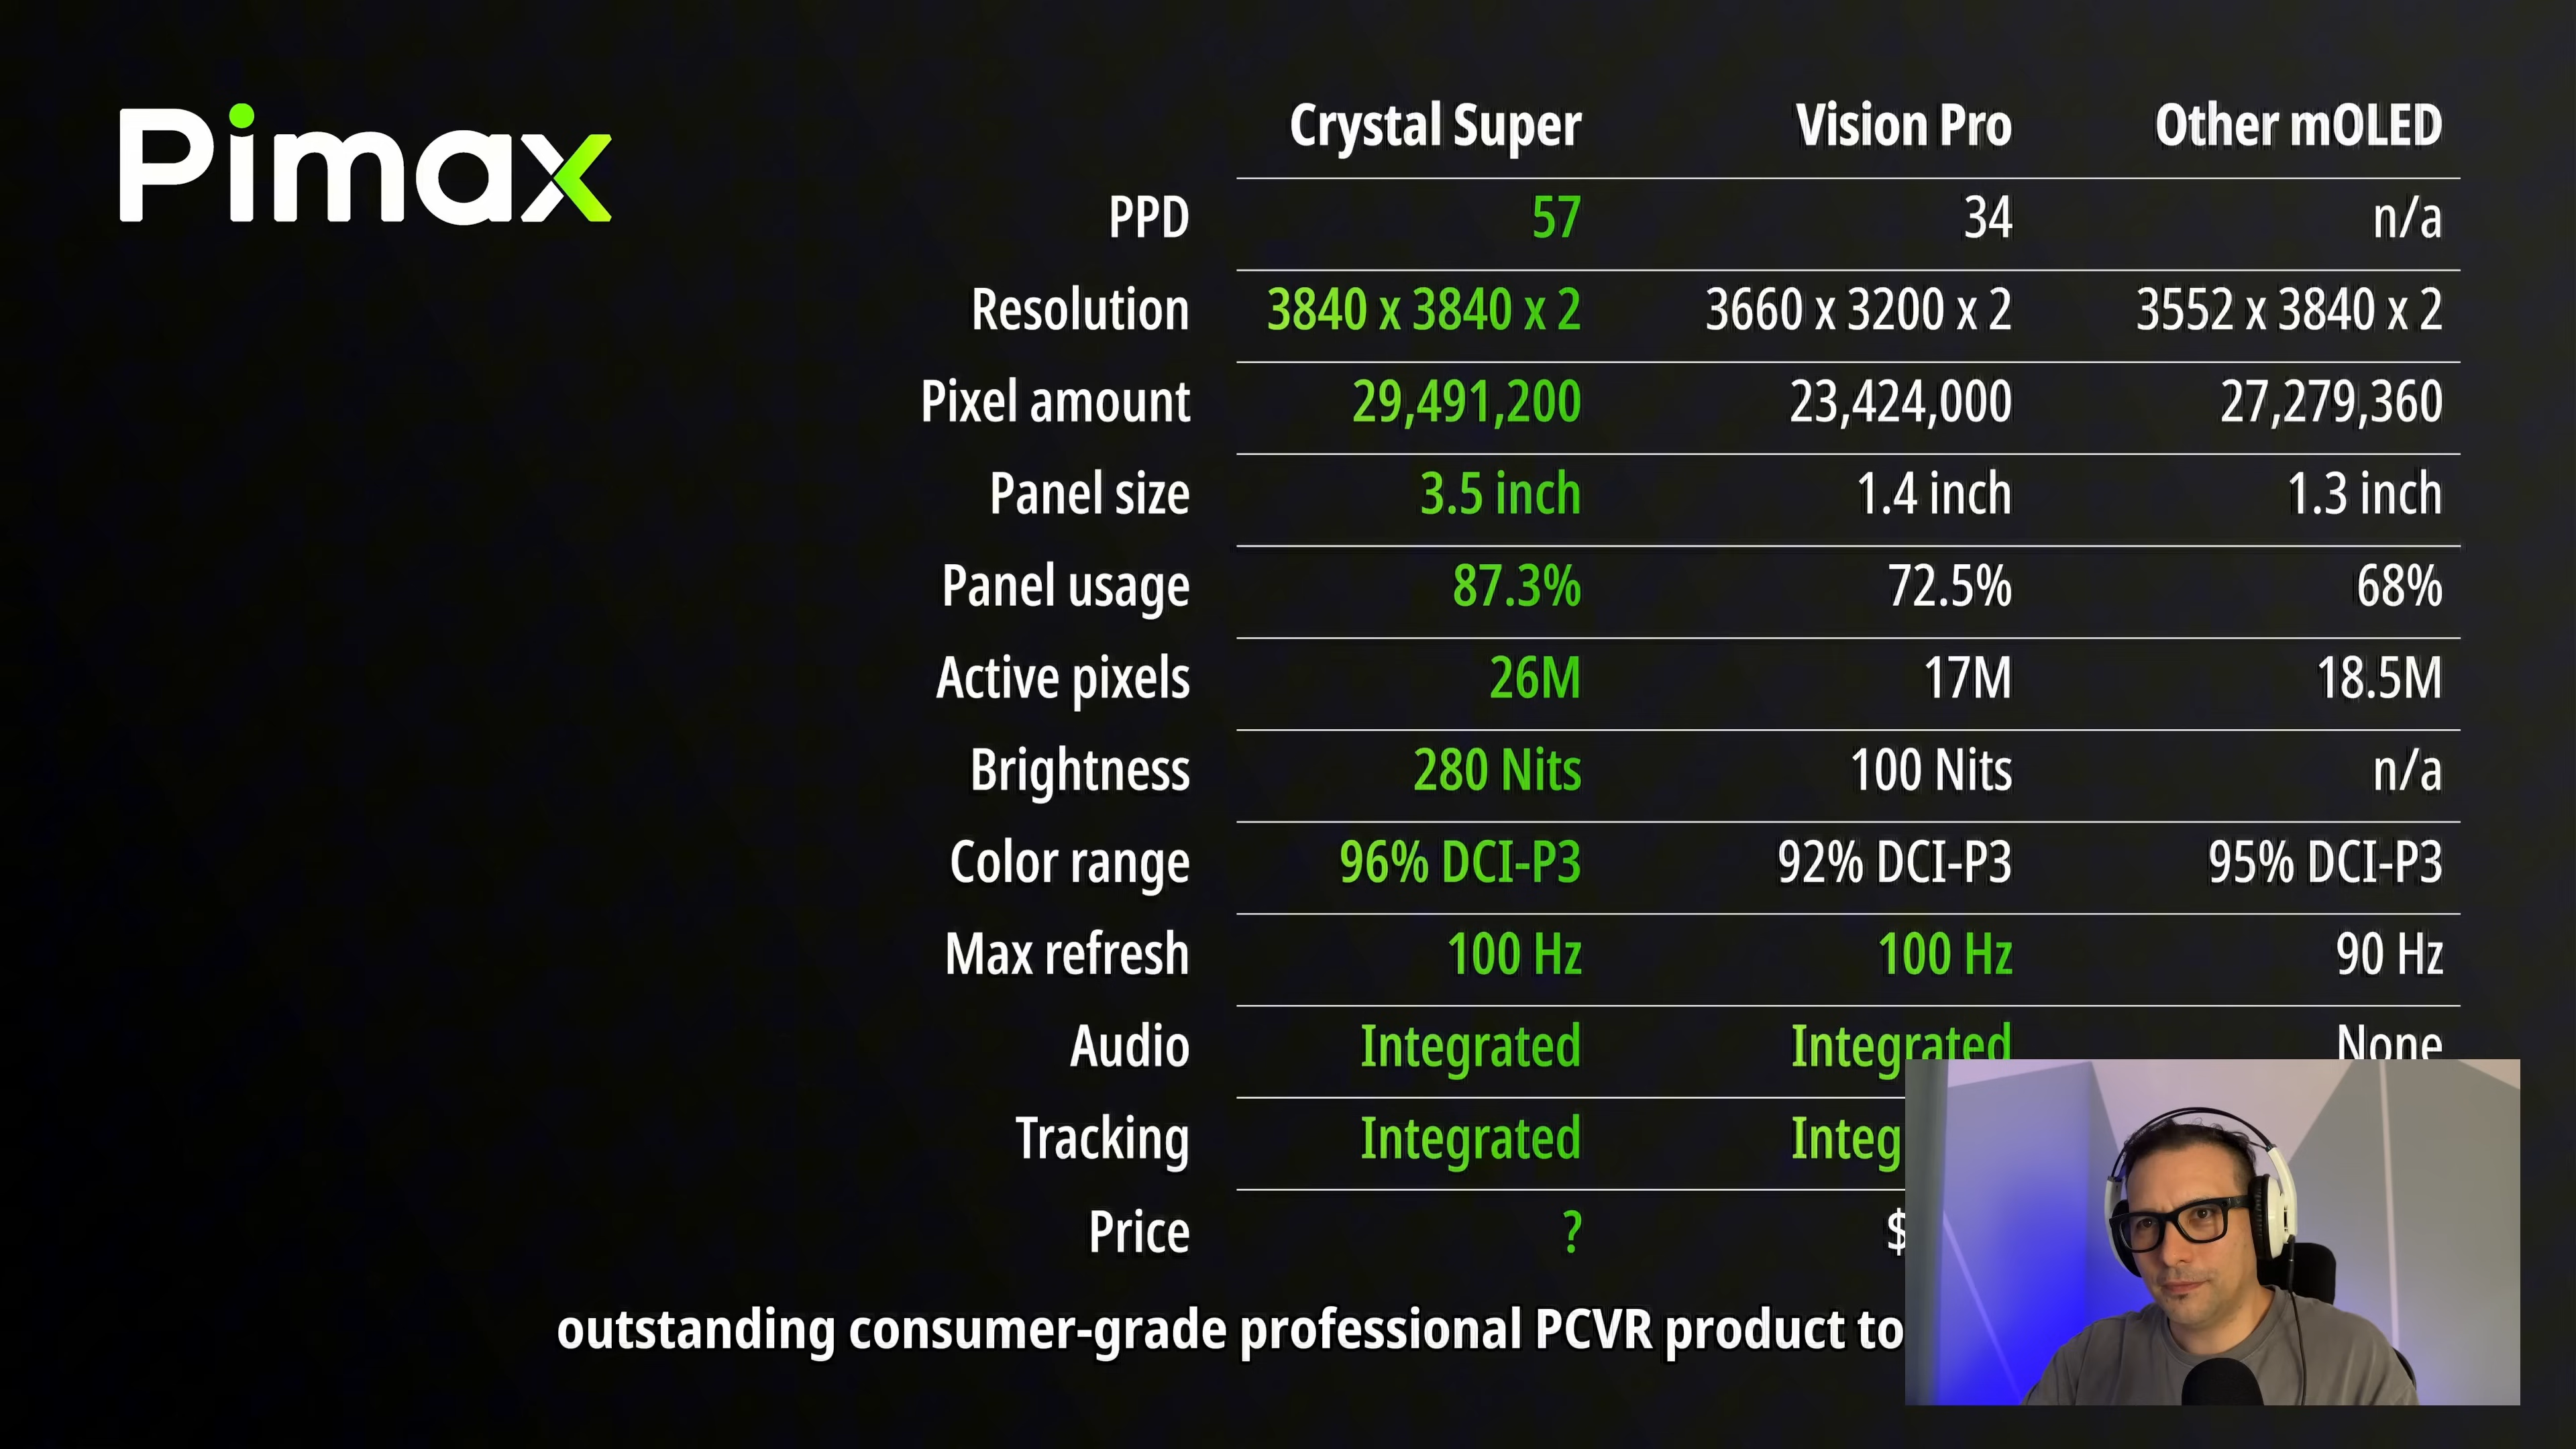 Pimax
Crystal Super Vision Pro Other mOLED
PPD 57 34 n/a
Resolution 3840 x 3840 x 2 3660 x 3200 x 2 3552 x 3840 x 2
Pixel amount 29,491,200 23,424,000 27,279,360
Panel size 3.5 inch 1.4 inch 1.3 inch
Panel usage 87.3% 72.5% 68%
Active pixels 26M 17M 18.5M
Brightness 280 Nits 100 Nits n/a
Color range 96% DCI-P3 92% DCI-P3 95% DCI-P3
Max refresh 100 Hz 100 Hz 90 Hz
Audio Integrated Integrated None
Tracking Integrated Integ
Price ? $
outstanding consumer-grade professional PCVR product to